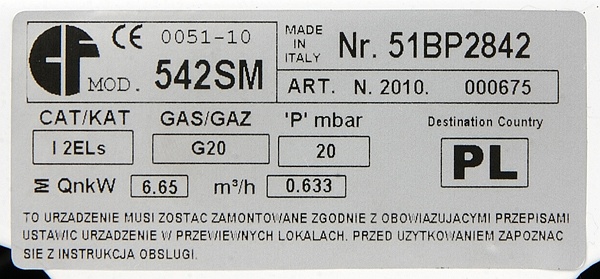 CF CE 0051-10 MADE IN ITALY Nr. 51BP2842
MOD. 542SM ART. N. 2010. 000675
CAT/KAT GAS/GAZ 'P' mbar Destination Country
I 2ELs G20 20 PL
Σ QnkW 6.65 m³/h 0.633
TO URZADZENIE MUSI ZOSTAC ZAMONTOWANE ZGODNIE Z OBOWIAZUJACYMI PRZEPISAMI
USTAWIC URZADZENIE W PRZEWIEWNYCH LOKALACH. PRZED UZYTKOWANIEM ZAPOZNAC
SIE Z INSTRUKCJA OBSLUGI.